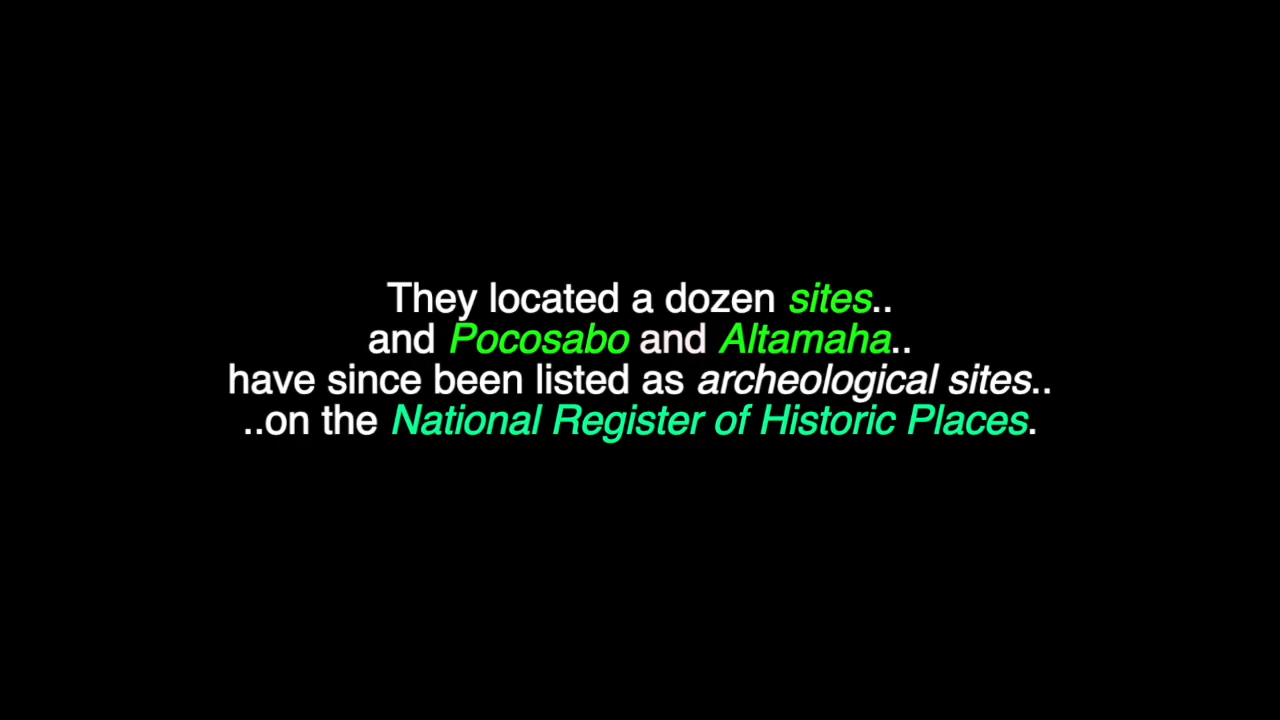 They located a dozen sites..
and Pocosabo and Altamaha..
have since been listed as archeological sites..
..on the National Register of Historic Places.